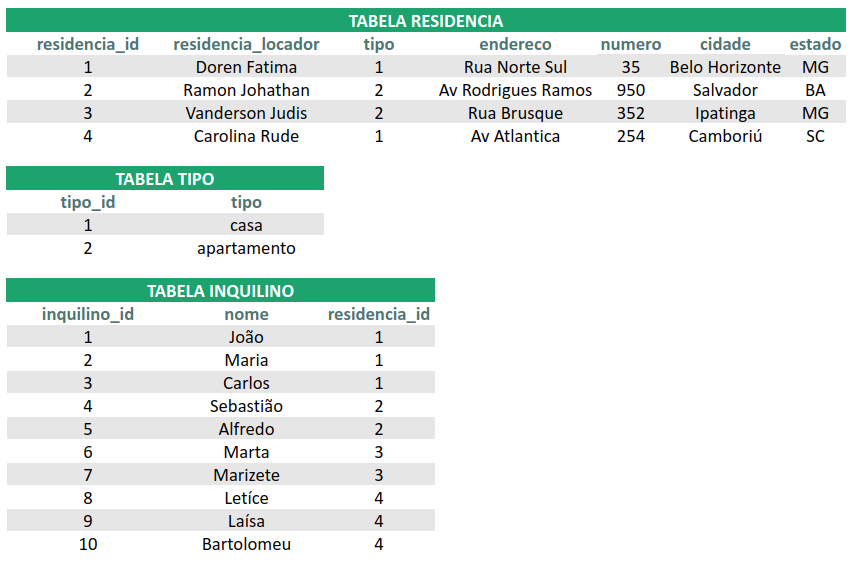 TABELA RESIDENCIA
residencia_id residencia_locador tipo endereco numero cidade estado
1 Doren Fatima 1 Rua Norte Sul 35 Belo Horizonte MG
2 Ramon Johathan 2 Av Rodrigues Ramos 950 Salvador BA
3 Vanderson Judis 2 Rua Brusque 352 Ipatinga MG
4 Carolina Rude 1 Av Atlantica 254 Camboriú SC
TABELA TIPO
tipo_id tipo
1 casa
2 apartamento
TABELA INQUILINO
inquilino_id nome residencia_id
1 João 1
2 Maria 1
3 Carlos 1
4 Sebastião 2
5 Alfredo 2
6 Marta 3
7 Marizete 3
8 Letíce 4
9 Laísa 4
10 Bartolomeu 4